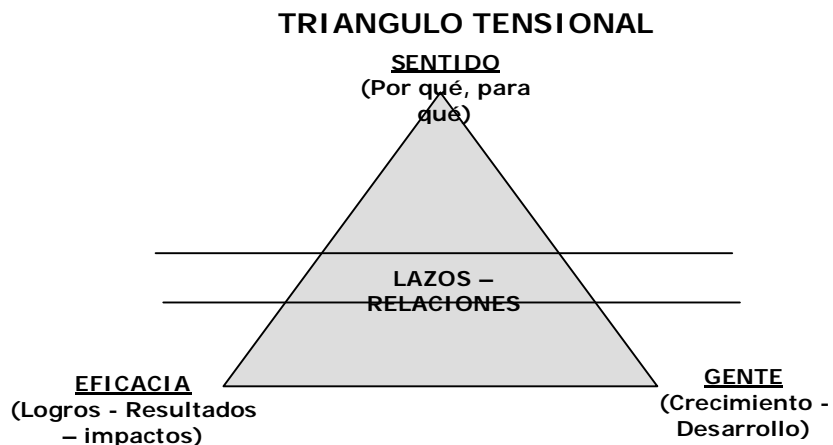 TRIANGULO TENSIONAL
SENTIDO
(Por qué, para
qué)
LAZOS –
RELACIONES
EFICACIA
(Logros - Resultados
– impactos)
GENTE
(Crecimiento -
Desarrollo)